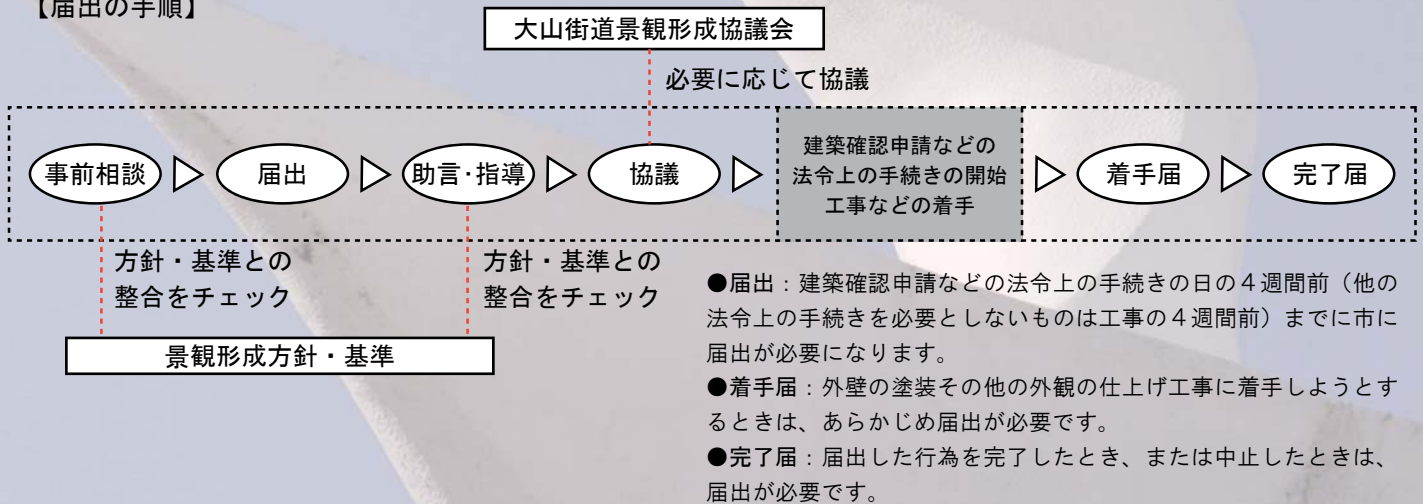 【届出の手順】
大山街道景観形成協議会
必要に応じて協議
事前相談
届出
助言・指導
協議
建築確認申請などの
法令上の手続きの開始
工事などの着手
着手届
完了届
方針・基準との
整合をチェック
方針・基準との
整合をチェック
景観形成方針・基準
●届出：建築確認申請などの法令上の手続きの日の４週間前（他の
法令上の手続きを必要としないものは工事の４週間前）までに市に
届出が必要になります。
●着手届：外壁の塗装その他の外観の仕上げ工事に着手しようとす
るときは、あらかじめ届出が必要です。
●完了届：届出した行為を完了したとき、または中止したときは、
届出が必要です。